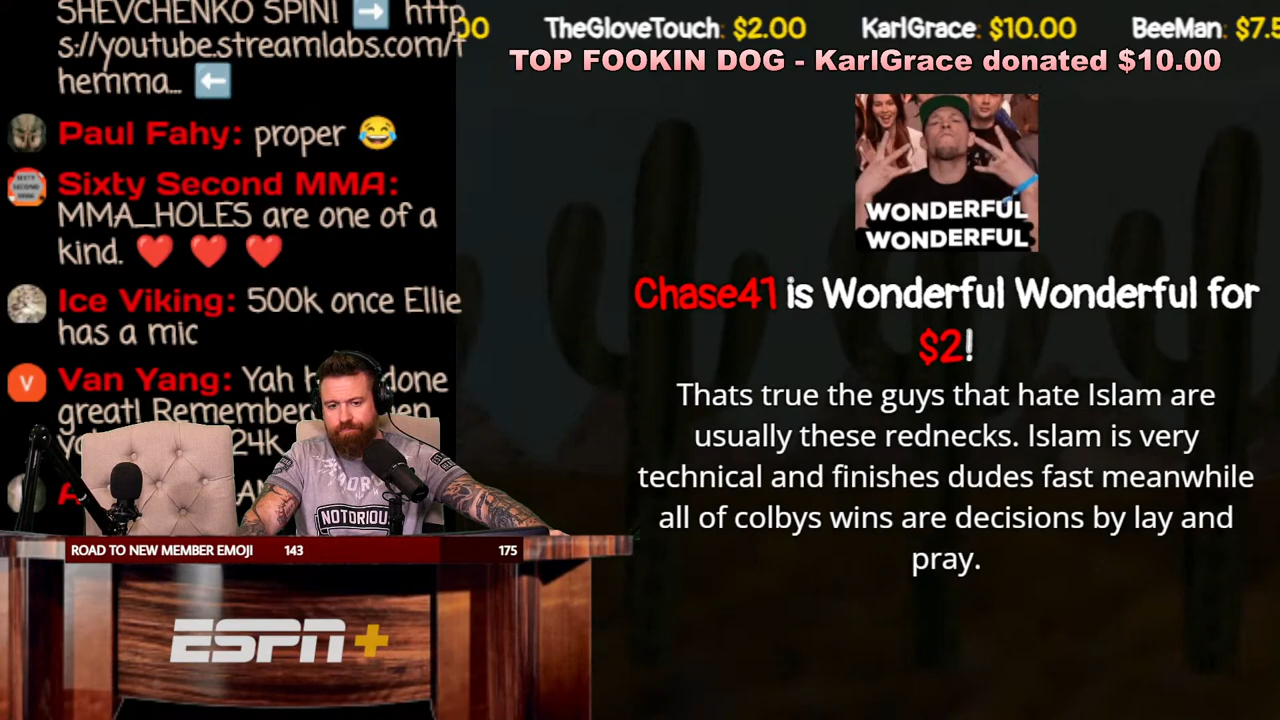 SHEVCHENKO SPIN! ➡️ http
s://youtube.streamlabs.com/t
hemma... ⬅️
Paul Fahy: proper 😂
Sixty Second MMA:
MMA_HOLES are one of a
kind. ❤️ ❤️ ❤️
Ice Viking: 500k once Ellie
has a mic
Van Yang: Yah done
great! Remember
24k
00 TheGloveTouch: $2.00 KarlGrace: $10.00 BeeMan: $7.5
TOP FOOKIN DOG - KarlGrace donated $10.00
WONDERFUL
WONDERFUL
Chase41 is Wonderful Wonderful for
$2!
Thats true the guys that hate Islam are
usually these rednecks. Islam is very
technical and finishes dudes fast meanwhile
all of colbys wins are decisions by lay and
pray.
V
NOTORIOUS
ROAD TO NEW MEMBER EMOJI 143 175
ESPN+